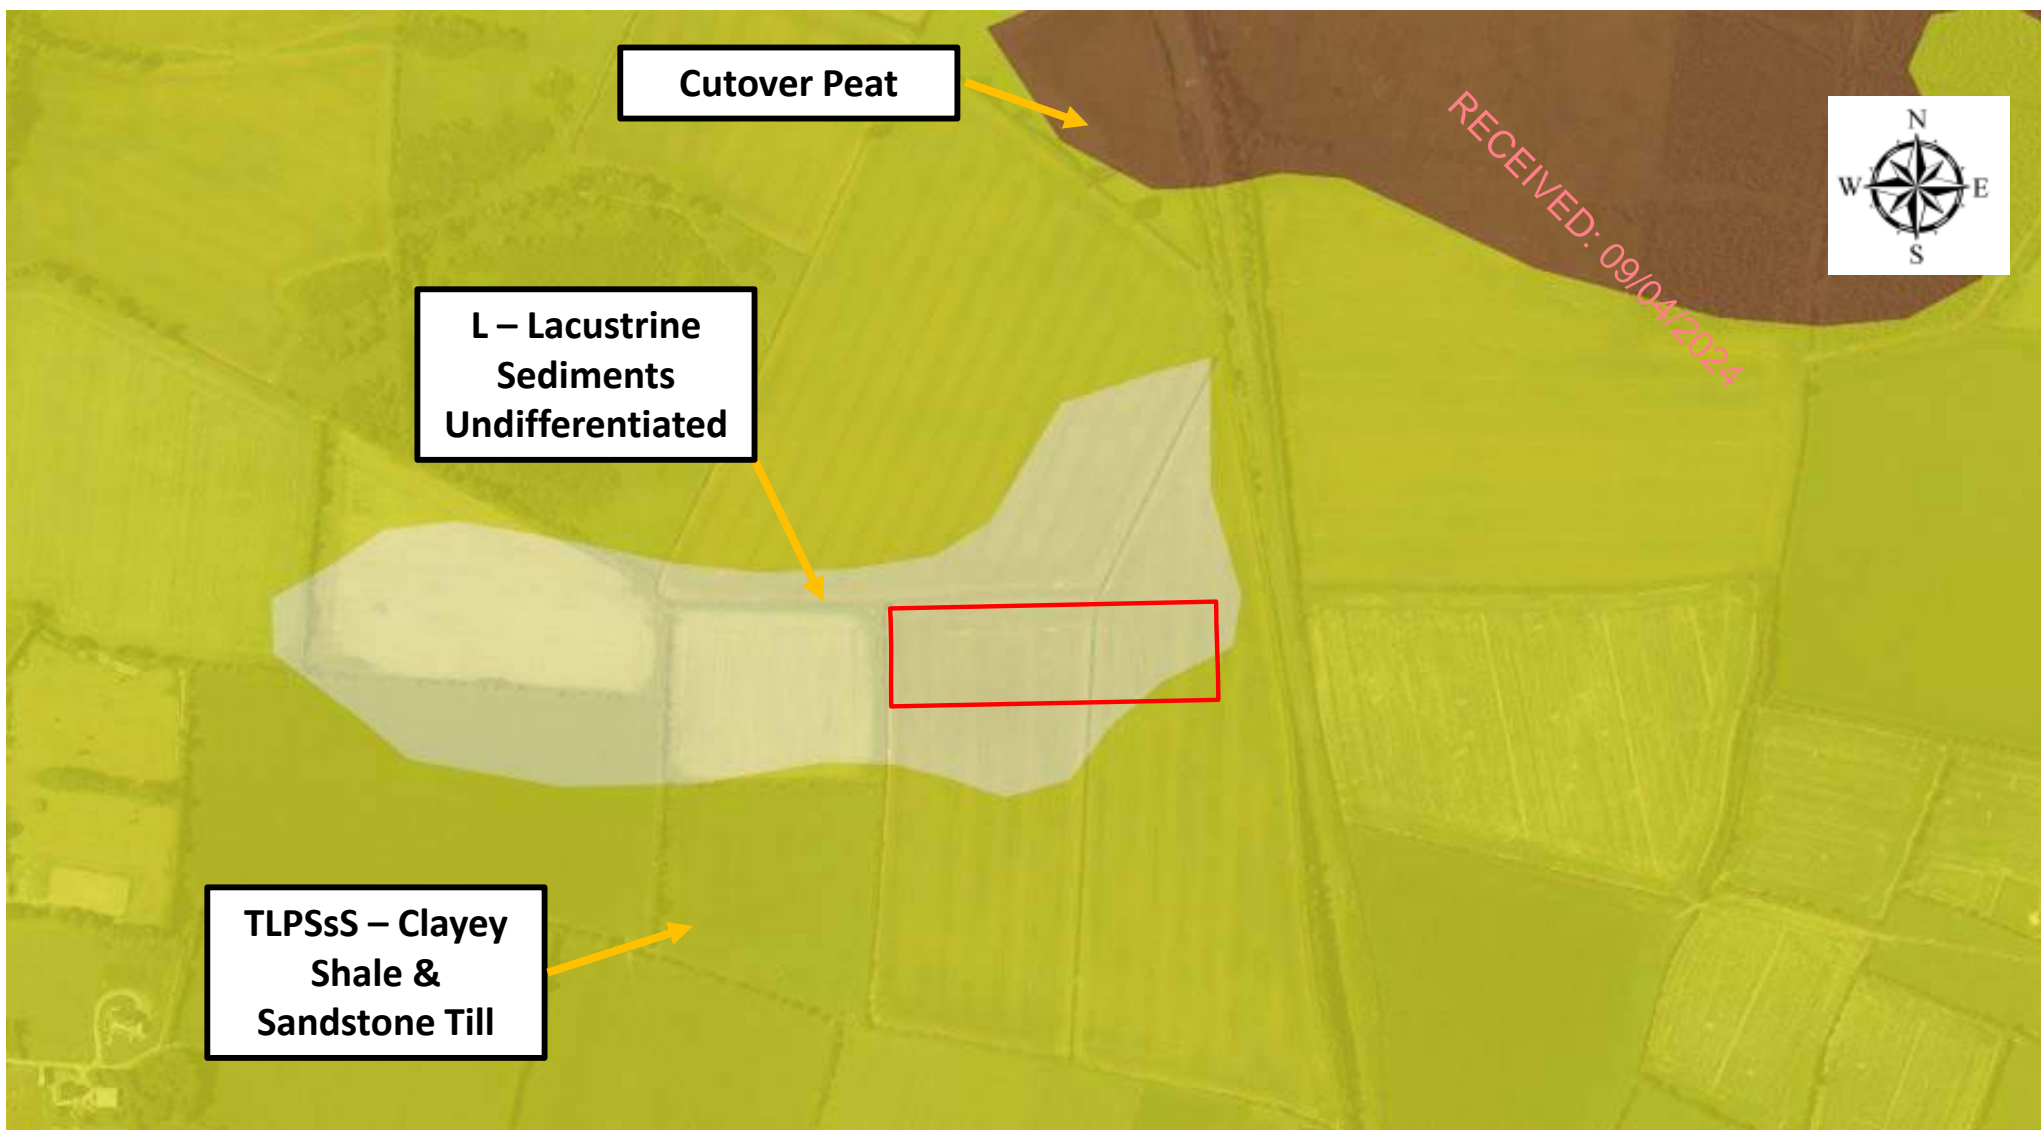 Cutover Peat
RECEIVED: 09/04/2024
N
W
E
S
L – Lacustrine
Sediments
Undifferentiated
TLPSsS – Clayey
Shale &
Sandstone Till